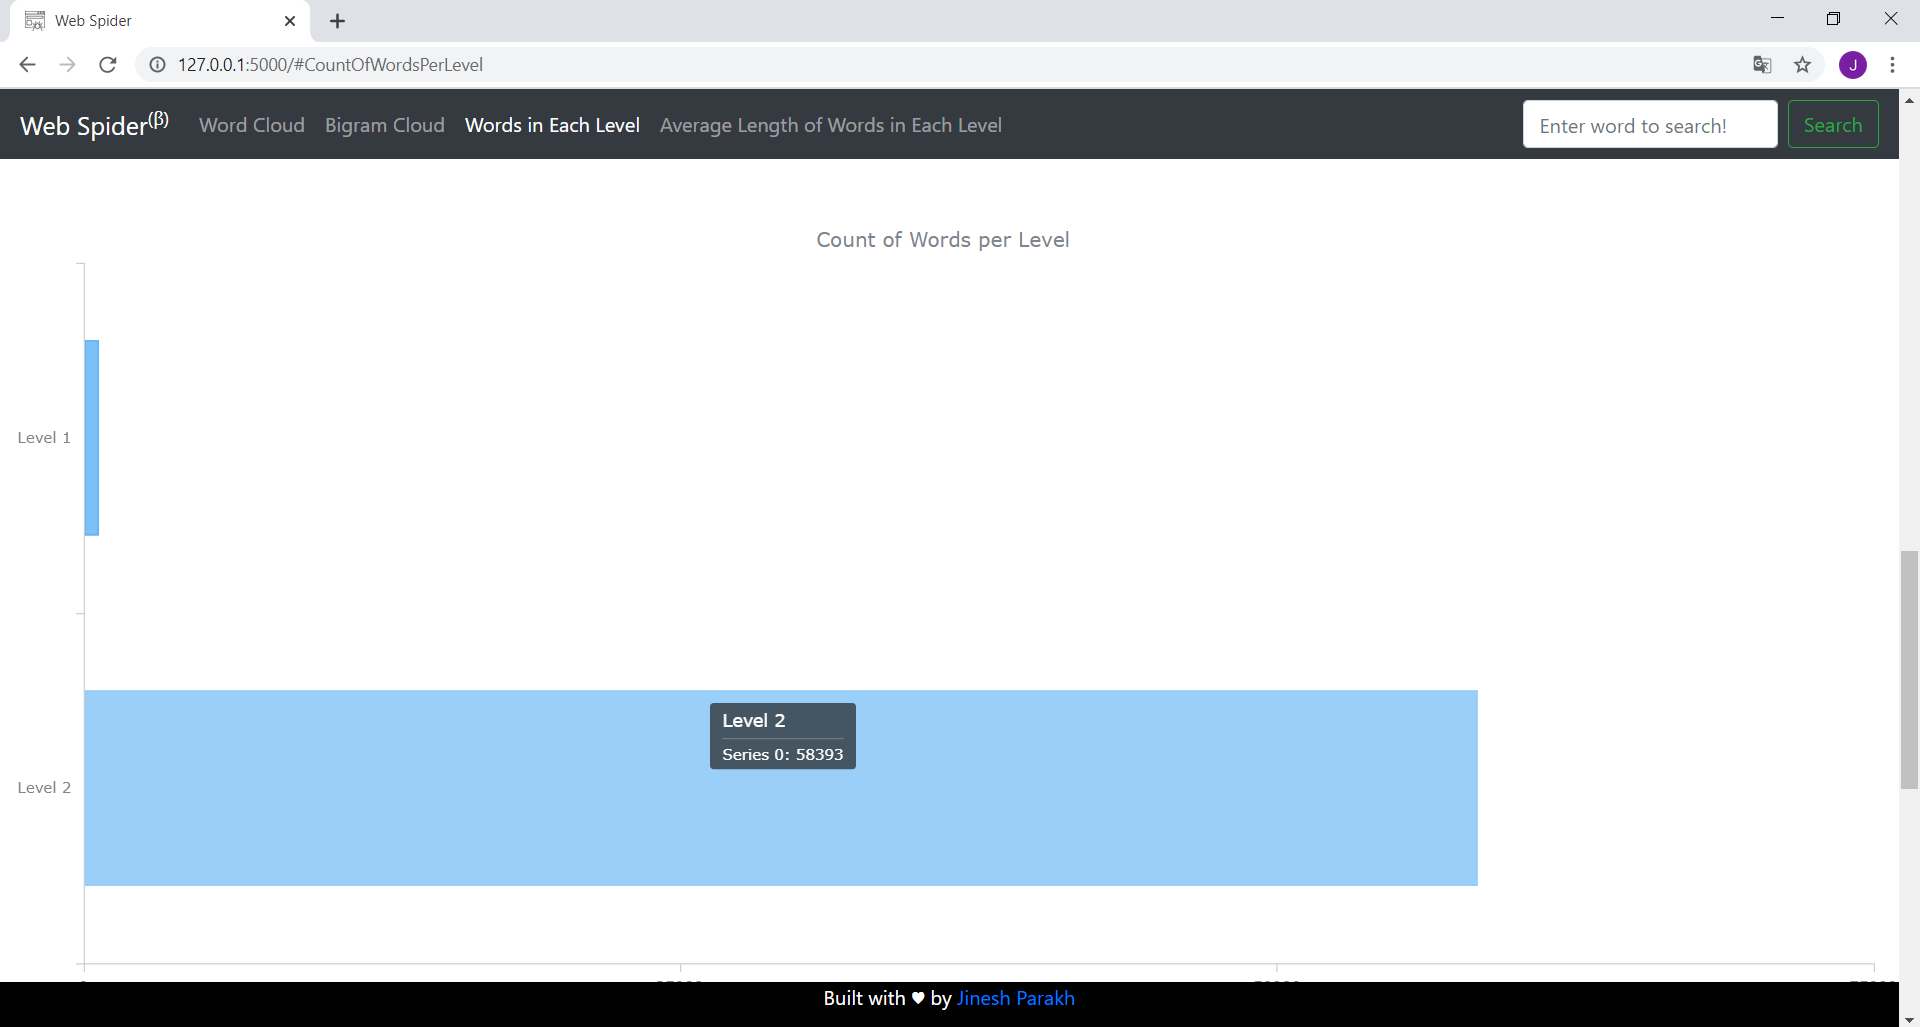 Web Spider
127.0.0.1:5000/#CountOfWordsPerLevel
J
Web Spider(β) Word Cloud Bigram Cloud Words in Each Level Average Length of Words in Each Level Enter word to search! Search
Count of Words per Level
Level 1
Level 2
Series 0: 58393
Level 2
Built with ♥ by Jinesh Parakh